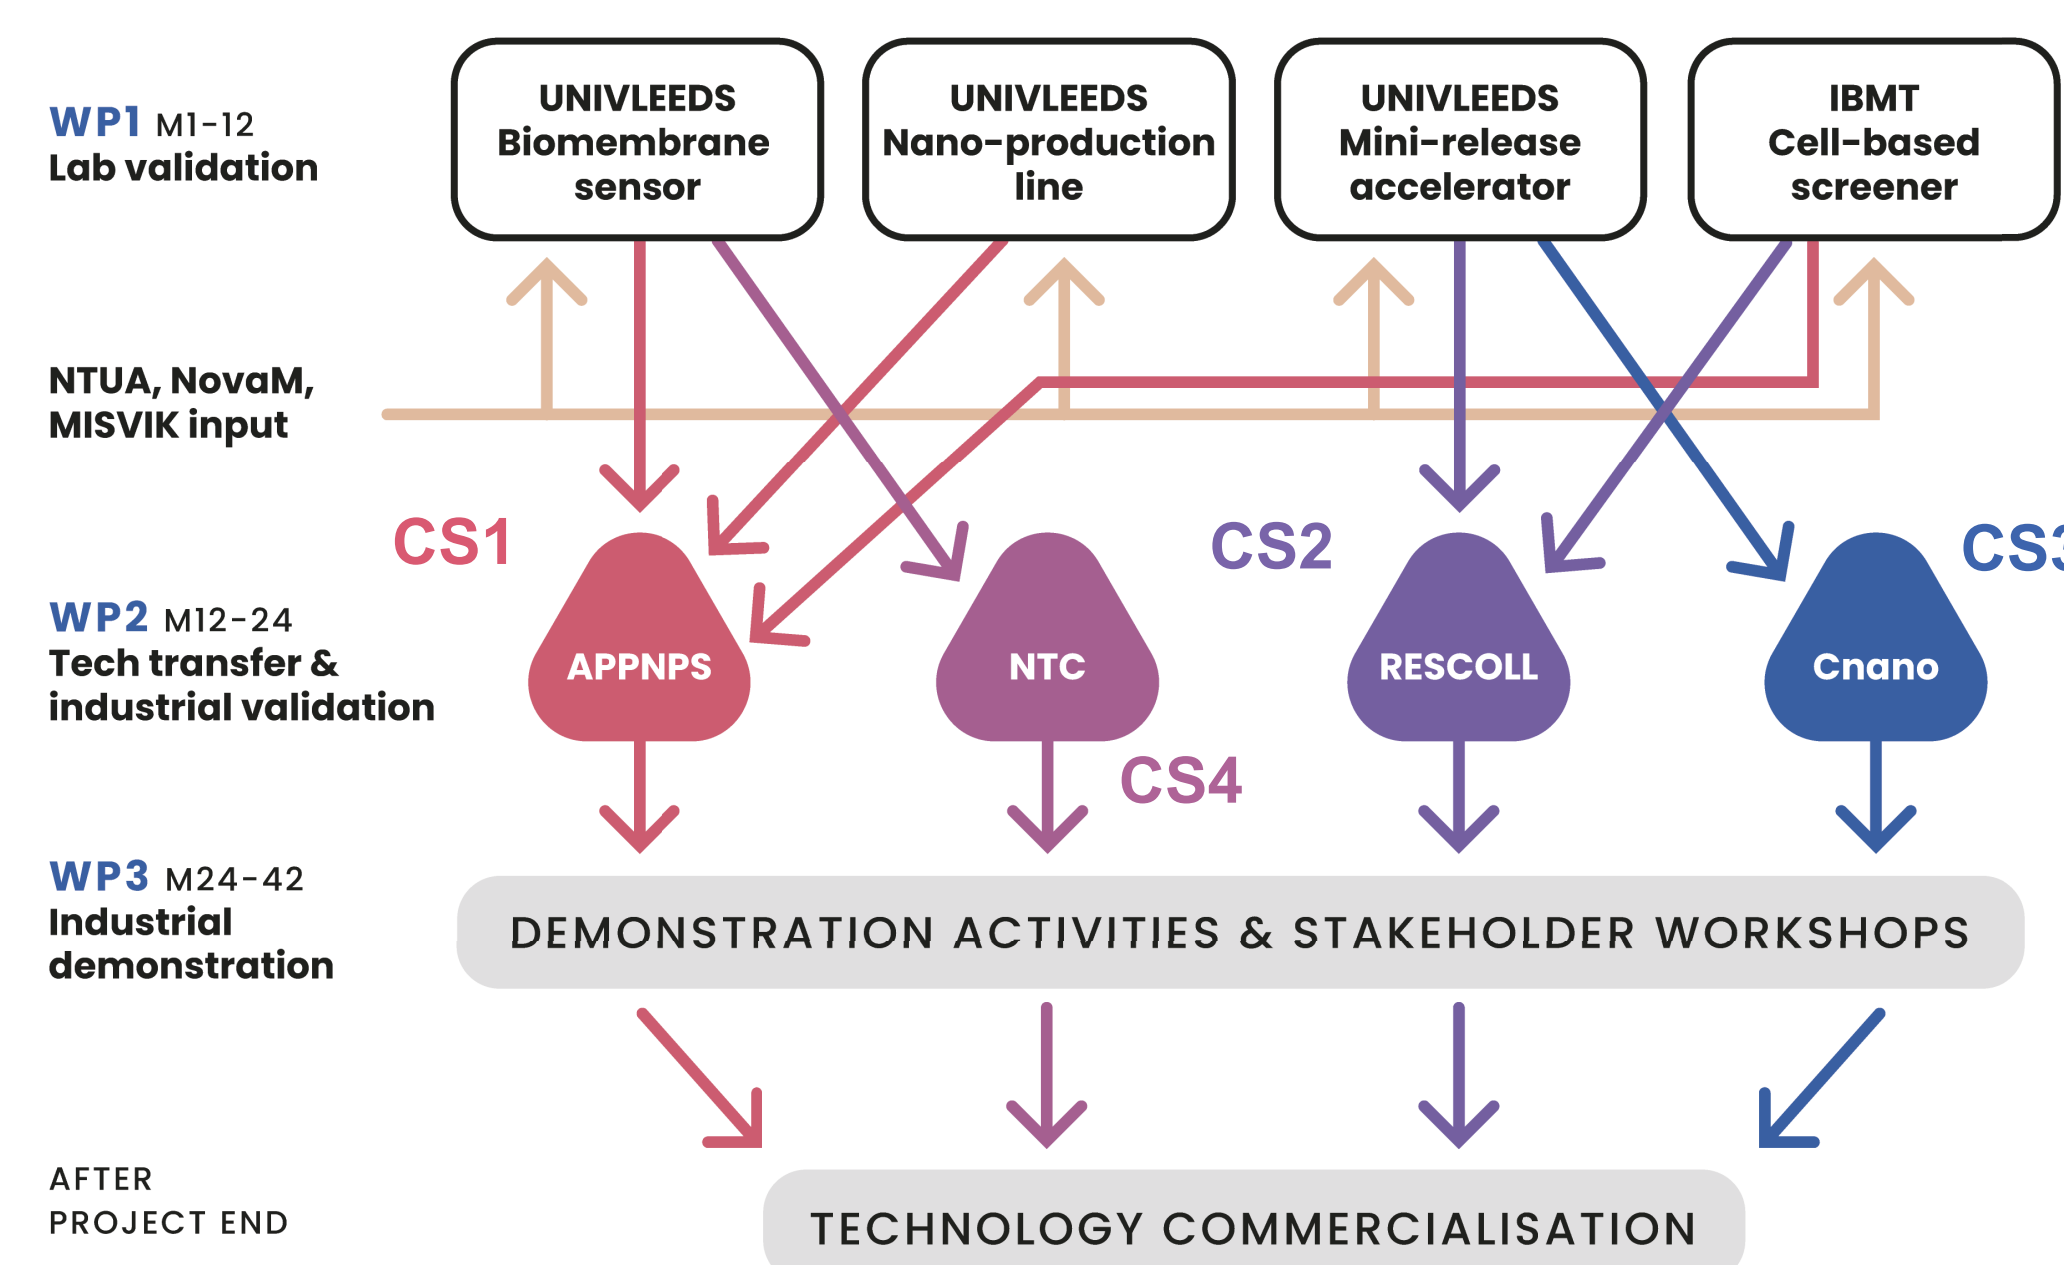 WP1 M1-12
Lab validation
UNIVLEEDS
Biomembrane
sensor
UNIVLEEDS
Nano-production
line
UNIVLEEDS
Mini-release
accelerator
IBMT
Cell-based
screener
NTUA, NovaM,
MISVIK input
CS1
CS2
CS3
WP2 M12-24
Tech transfer &
industrial validation
APPNPS
NTC
RESCOLL
Cnano
CS4
WP3 M24-42
Industrial
demonstration
DEMONSTRATION ACTIVITIES & STAKEHOLDER WORKSHOPS
AFTER
PROJECT END
TECHNOLOGY COMMERCIALISATION